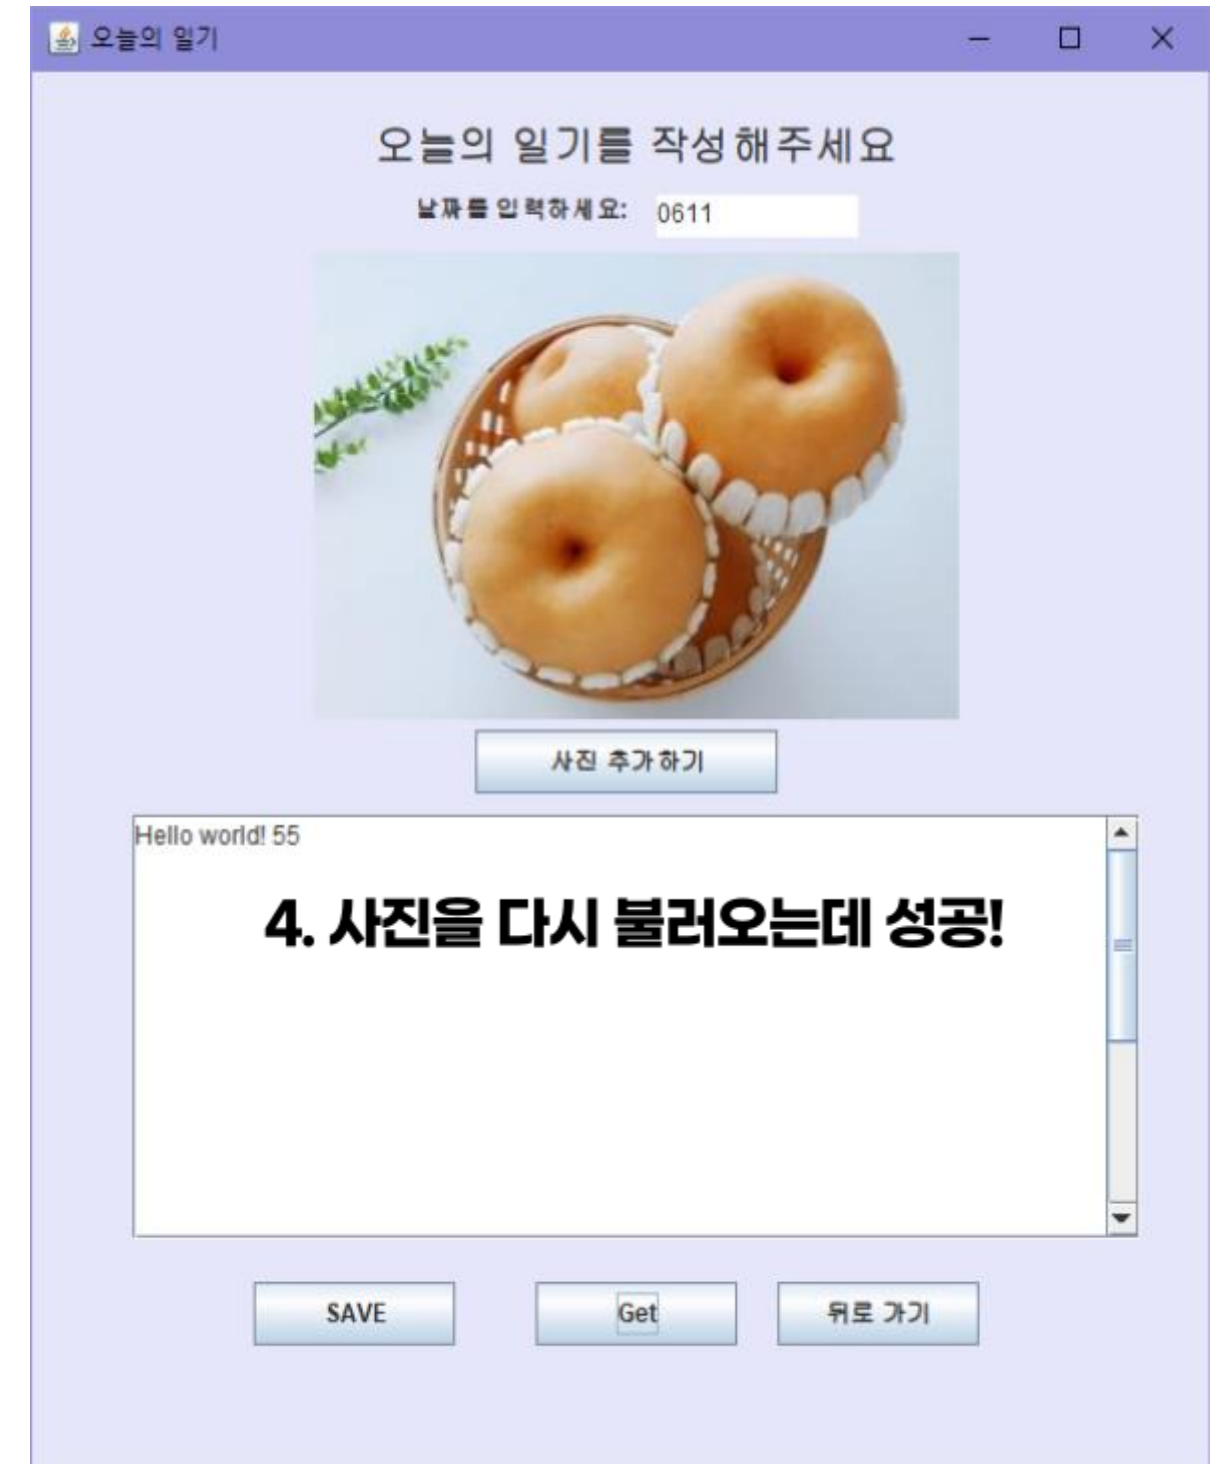 오늘의 일기
오늘의 일기를 작성해주세요
날짜를 입력하세요: 0611
사진 추가하기
Hello world! 55
4. 사진을 다시 불러오는데 성공!
SAVE Get 뒤로 가기